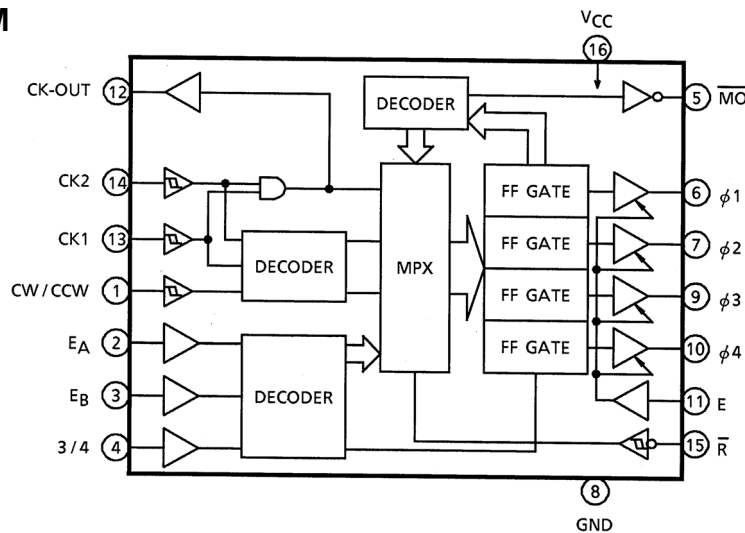 M
VCC
16
CK-OUT 12
DECODER
5 MO
CK2 14
FF GATE
6 ϕ1
CK1 13
DECODER
MPX
FF GATE
7 ϕ2
CW/CCW 1
FF GATE
9 ϕ3
EA 2
DECODER
FF GATE
10 ϕ4
EB 3
11 E
3/4 4
15 R
8
GND